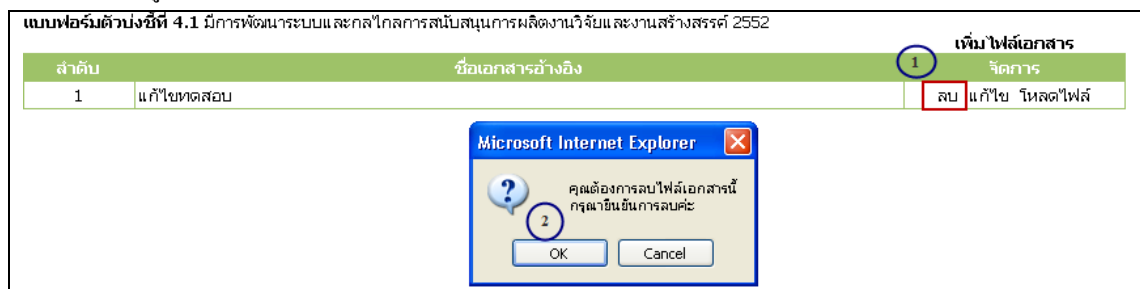 แบบฟอร์มตัวบ่งชี้ที่ 4.1 มีการพัฒนาระบบและกลไกลการสนับสนุนการผลิตงานวิจัยและงานสร้างสรรค์ 2552
เพิ่มไฟล์เอกสาร
ลำดับ ชื่อเอกสารอ้างอิง 1 จัดการ
1 แก้ไขทดสอบ ลบ แก้ไข โหลดไฟล์
Microsoft Internet Explorer
คุณต้องการลบไฟล์เอกสารนี้
กรุณายืนยันการลบค่ะ
2
OK Cancel